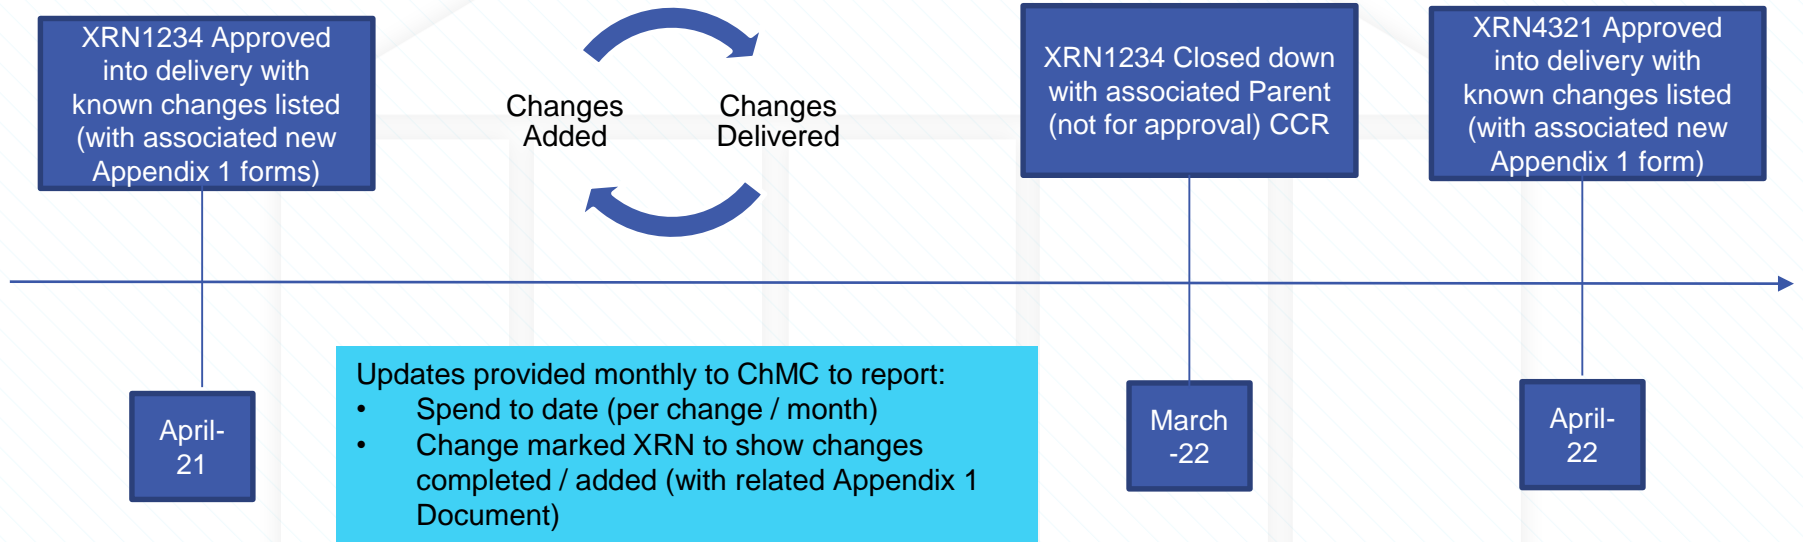 XRN1234 Approved
into delivery with
known changes listed
(with associated new
Appendix 1 forms)
Changes
Added
Changes
Delivered
XRN1234 Closed down
with associated Parent
(not for approval) CCR
XRN4321 Approved
into delivery with
known changes listed
(with associated new
Appendix 1 form)
Updates provided monthly to ChMC to report:
• Spend to date (per change / month)
• Change marked XRN to show changes
completed / added (with related Appendix 1
Document)
April-
21
March
-22
April-
22